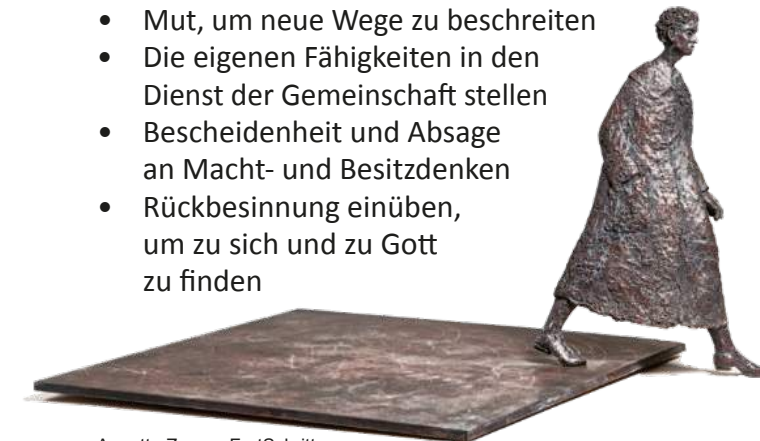 • Mut, um neue Wege zu beschreiten
• Die eigenen Fähigkeiten in den
Dienst der Gemeinschaft stellen
• Bescheidenheit und Absage
an Macht- und Besitzdenken
• Rückbesinnung einüben,
um zu sich und zu Gott
zu finden